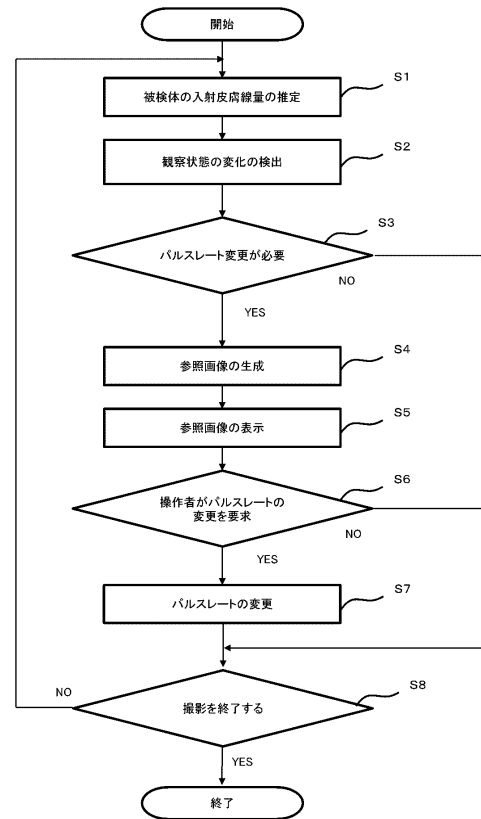 開始
被検体の入射皮膚線量の推定
S1
観察状態の変化の検出
S2
パルスレート変更が必要
S3
NO
YES
参照画像の生成
S4
参照画像の表示
S5
操作者がパルスレートの
変更を要求
S6
NO
YES
パルスレートの変更
S7
撮影を終了する
S8
NO
YES
終了